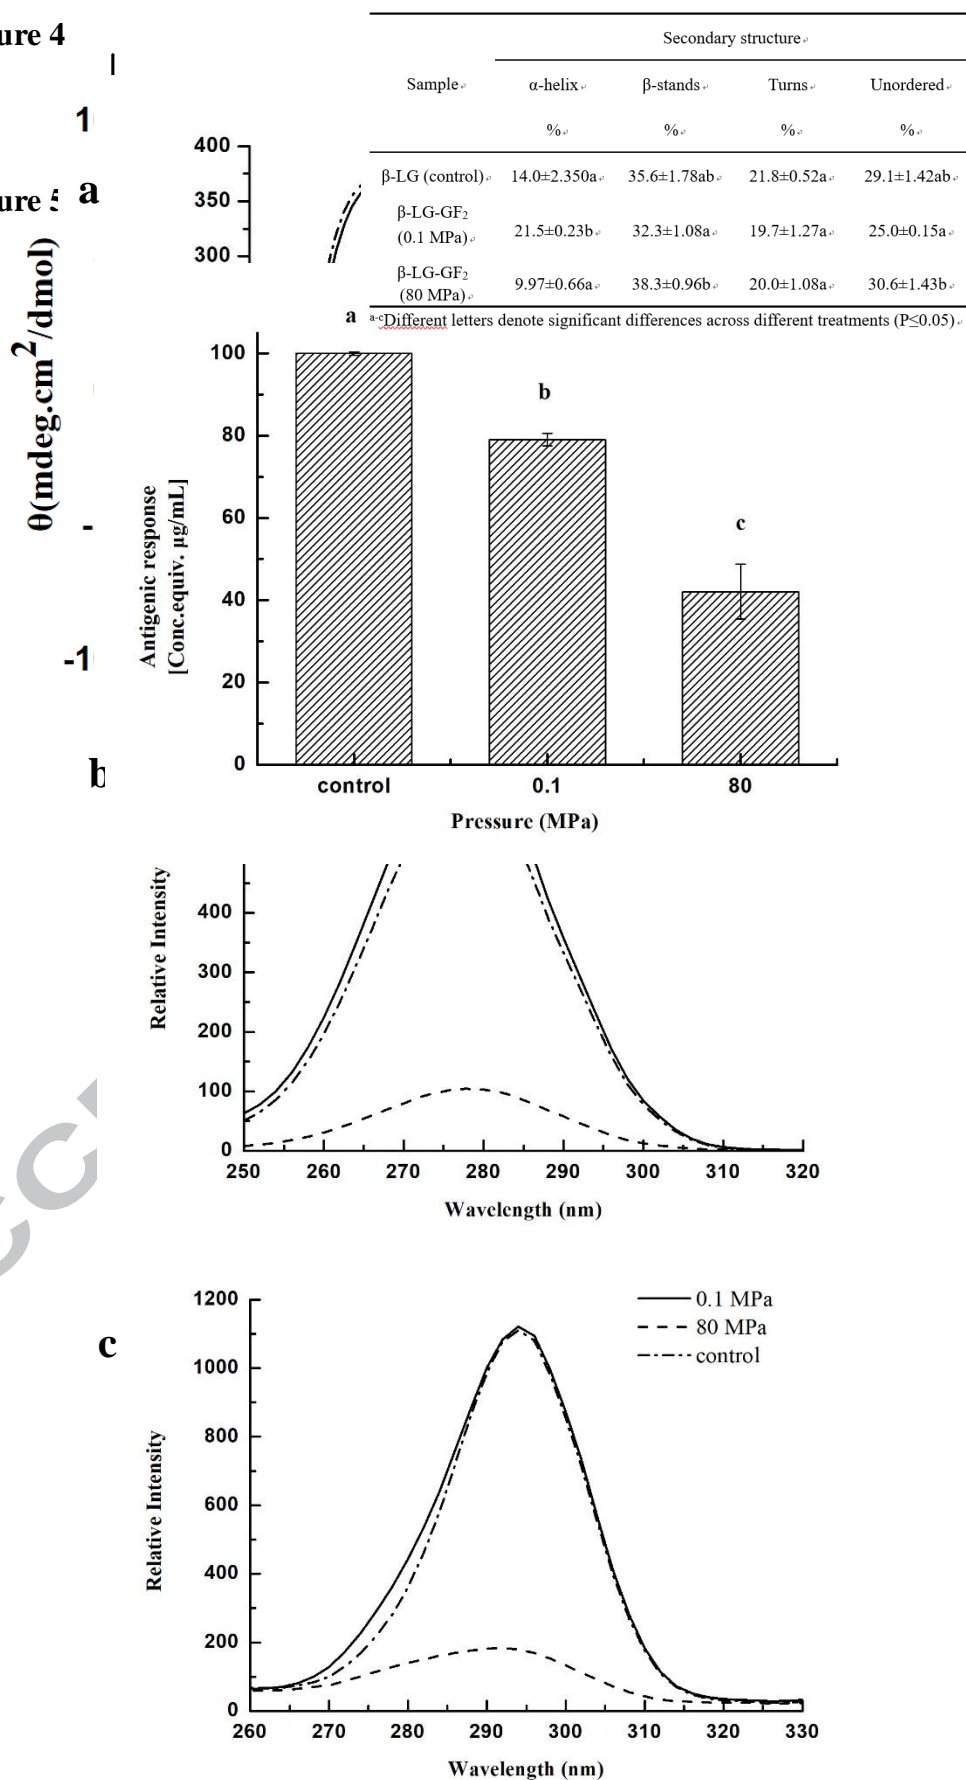 ure 4
Secondary structure
Sample α-helix β-stands Turns Unordered
% % % %
β-LG (control) 14.0±2.350a 35.6±1.78ab 21.8±0.52a 29.1±1.42ab
β-LG-GF₂
(0.1 MPa) 21.5±0.23b 32.3±1.08a 19.7±1.27a 25.0±0.15a
β-LG-GF₂
(80 MPa) 9.97±0.66a 38.3±0.96b 20.0±1.08a 30.6±1.43b
ᵃ⁻ᶜDifferent letters denote significant differences across different treatments (P≤0.05)
1
400
350
300
ure 5
a
θ(mdeg.cm²/dmol)
-
-1
a
b
c
100
80
60
40
20
0
Antigenic response
[Conc.equiv. µg/mL]
control 0.1 80
Pressure (MPa)
b
Relative Intensity
400
300
200
100
0
250 260 270 280 290 300 310 320
Wavelength (nm)
c
0.1 MPa
80 MPa
control
Relative Intensity
1200
1000
800
600
400
200
0
260 270 280 290 300 310 320 330
Wavelength (nm)